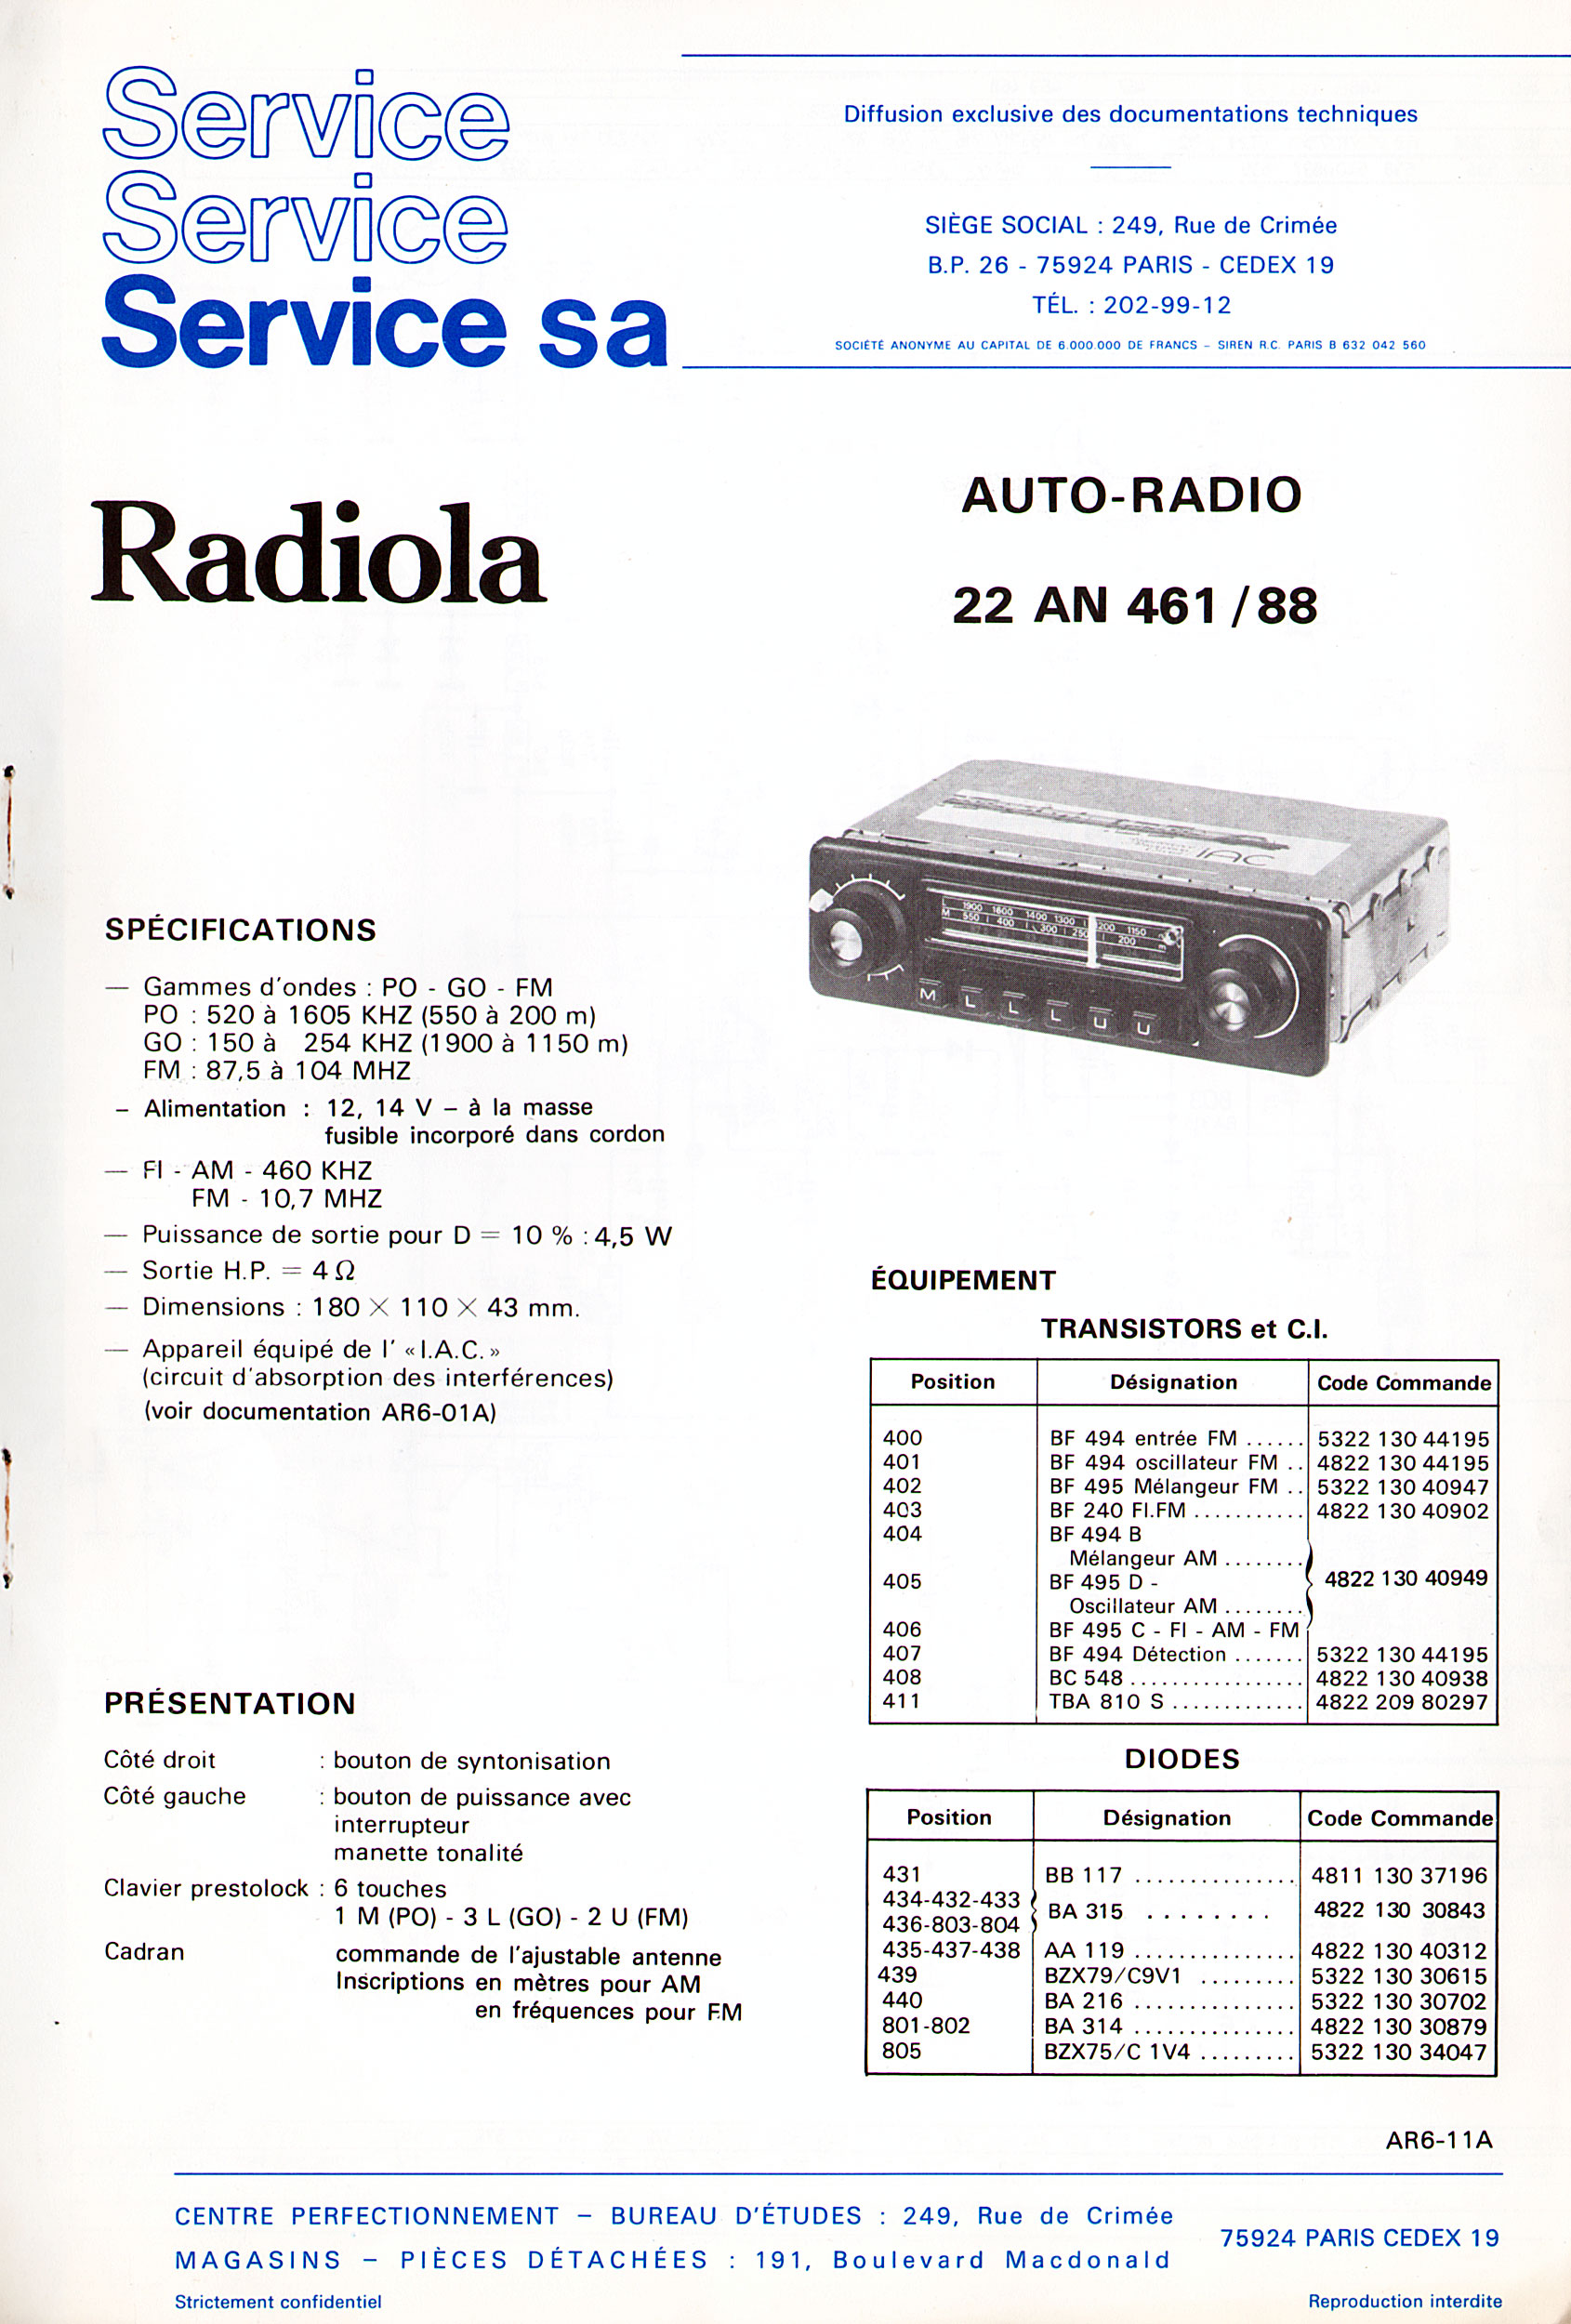 Service
Service
Service sa
Diffusion exclusive des documentations techniques
SIÈGE SOCIAL : 249, Rue de Crimée
B.P. 26 - 75924 PARIS - CEDEX 19
TÉL. : 202-99-12
SOCIÉTÉ ANONYME AU CAPITAL DE 6.000.000 DE FRANCS – SIREN R.C. PARIS B 632 042 560
Radiola
AUTO-RADIO
22 AN 461/88
IAC
1900 1600 1400 1300 1200 1150
M 550 400 300 250 200 m
M L L L U U
SPÉCIFICATIONS
— Gammes d'ondes : PO - GO - FM
PO : 520 à 1605 KHZ (550 à 200 m)
GO : 150 à 254 KHZ (1900 à 1150 m)
FM : 87,5 à 104 MHZ
– Alimentation : 12, 14 V – à la masse
fusible incorporé dans cordon
— FI - AM - 460 KHZ
FM - 10,7 MHZ
— Puissance de sortie pour D = 10 % : 4,5 W
— Sortie H.P. = 4 Ω
— Dimensions : 180 × 110 × 43 mm.
— Appareil équipé de l' « I.A.C. »
(circuit d'absorption des interférences)
(voir documentation AR6-01A)
PRÉSENTATION
Côté droit : bouton de syntonisation
Côté gauche : bouton de puissance avec
interrupteur
manette tonalité
Clavier prestolock : 6 touches
1 M (PO) - 3 L (GO) - 2 U (FM)
Cadran commande de l'ajustable antenne
Inscriptions en mètres pour AM
en fréquences pour FM
ÉQUIPEMENT
TRANSISTORS et C.I.
Position Désignation Code Commande
400 BF 494 entrée FM ...... 5322 130 44195
401 BF 494 oscillateur FM .. 4822 130 44195
402 BF 495 Mélangeur FM .. 5322 130 40947
403 BF 240 FI.FM ........... 4822 130 40902
404 BF 494 B
Mélangeur AM ........
405 BF 495 D - 4822 130 40949
Oscillateur AM ........
406 BF 495 C - FI - AM - FM
407 BF 494 Détection ....... 5322 130 44195
408 BC 548 ................. 4822 130 40938
411 TBA 810 S ............. 4822 209 80297
DIODES
Position Désignation Code Commande
431 BB 117 ............... 4811 130 37196
434-432-433
436-803-804 BA 315 ........ 4822 130 30843
435-437-438 AA 119 ............... 4822 130 40312
439 BZX79/C9V1 ......... 5322 130 30615
440 BA 216 ............... 5322 130 30702
801-802 BA 314 ............... 4822 130 30879
805 BZX75/C 1V4 ......... 5322 130 34047
AR6-11A
CENTRE PERFECTIONNEMENT – BUREAU D'ÉTUDES : 249, Rue de Crimée
MAGASINS – PIÈCES DÉTACHÉES : 191, Boulevard Macdonald
75924 PARIS CEDEX 19
Strictement confidentiel
Reproduction interdite